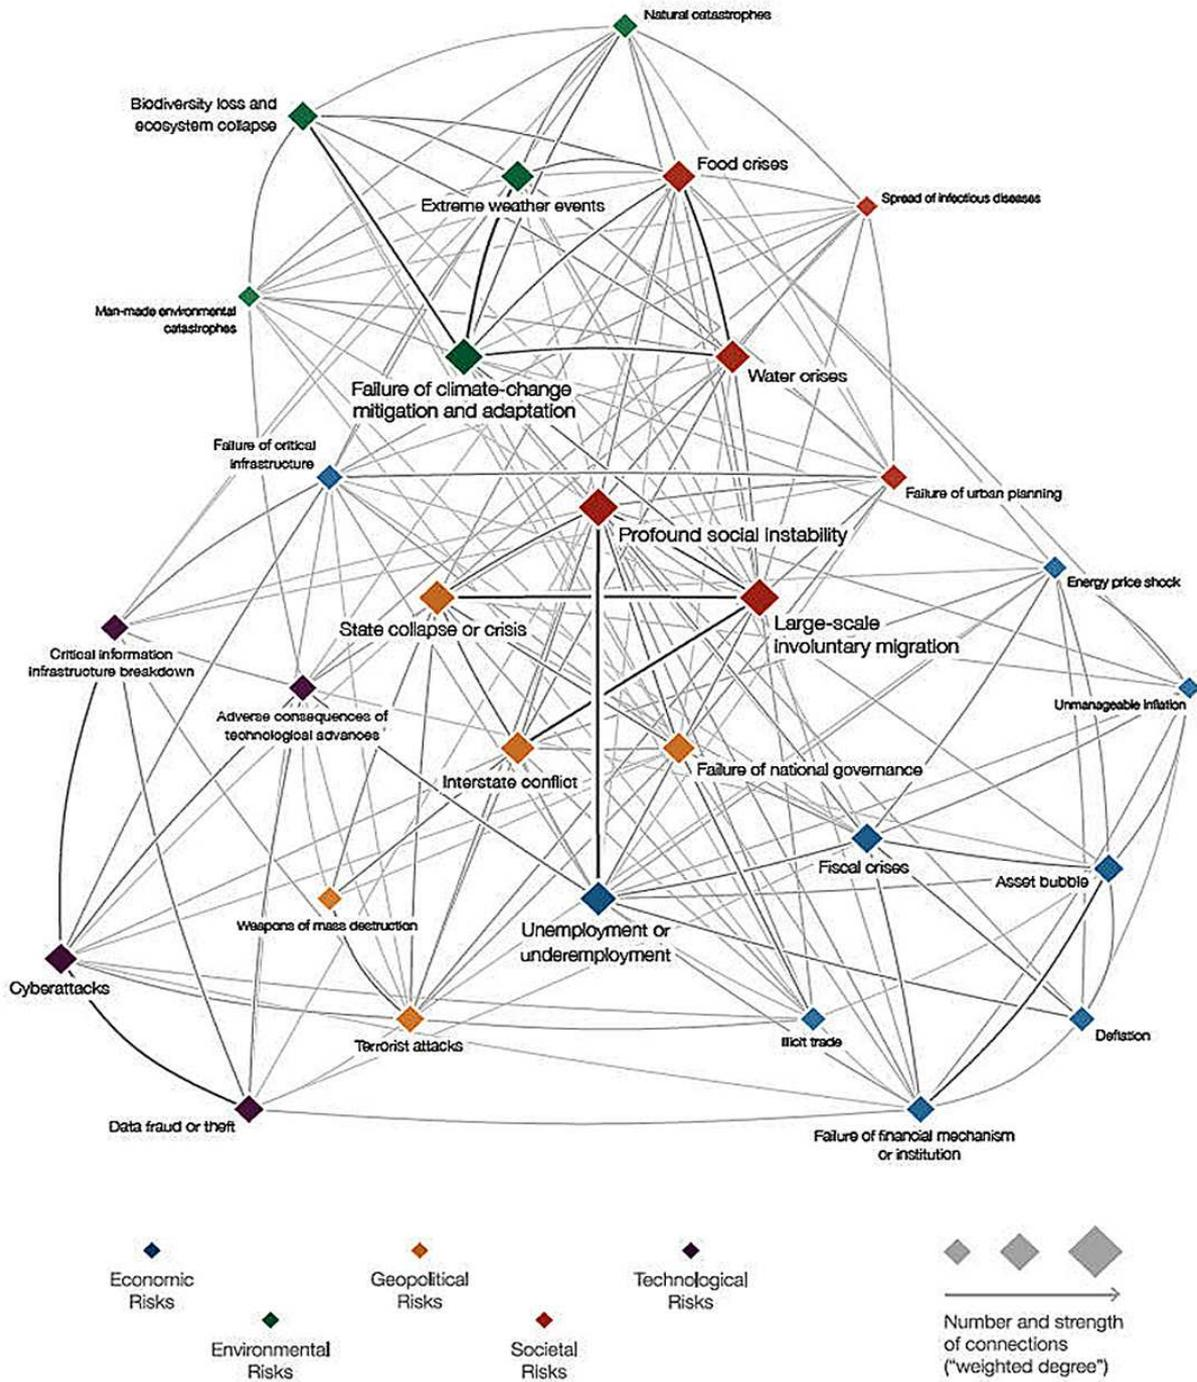 Natural catastrophes
Biodiversity loss and
ecosystem collapse
Food crises
Extreme weather events
Spread of infectious diseases
Man-made environmental
catastrophes
Water crises
Failure of climate-change
mitigation and adaptation
Failure of critical
infrastructure
Failure of urban planning
Profound social instability
Energy price shock
State collapse or crisis
Large-scale
involuntary migration
Critical information
infrastructure breakdown
Unmanageable inflation
Adverse consequences of
technological advances
Interstate conflict
Failure of national governance
Fiscal crises
Asset bubble
Weapons of mass destruction
Unemployment or
underemployment
Cyberattacks
Terrorist attacks
Illicit trade
Deflation
Data fraud or theft
Failure of financial mechanism
or institution
Economic
Risks
Geopolitical
Risks
Technological
Risks
Environmental
Risks
Societal
Risks
Number and strength
of connections
("weighted degree")